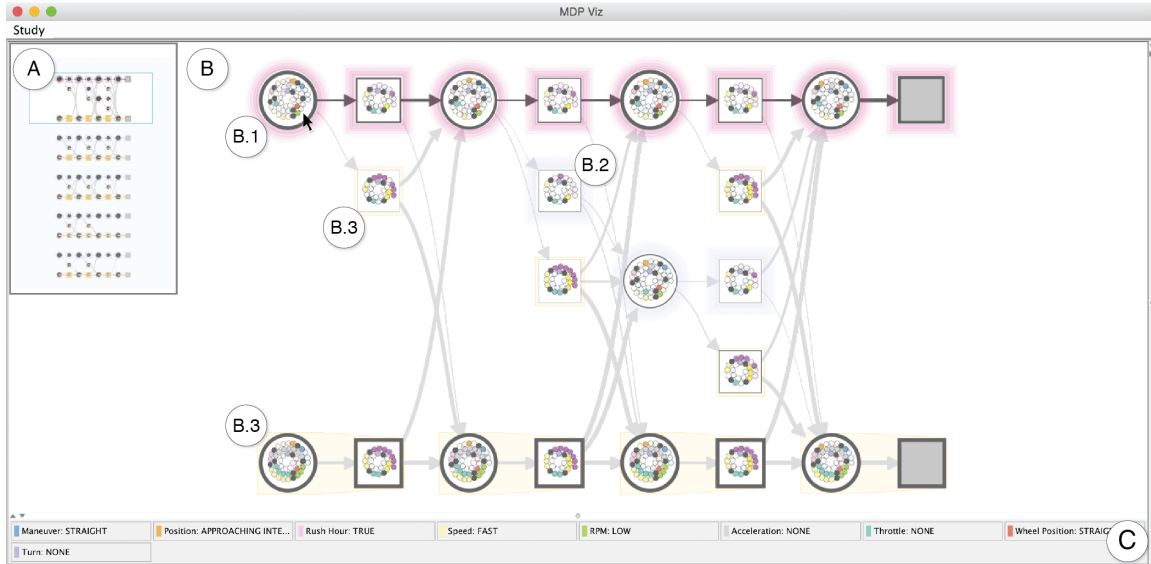 MDP Viz
Study
A
B
B.1
B.2
B.3
B.3
Maneuver: STRAIGHT
Position: APPROACHING INTE...
Rush Hour: TRUE
Speed: FAST
RPM: LOW
Acceleration: NONE
Throttle: NONE
Wheel Position: STRAIG
C
Turn: NONE